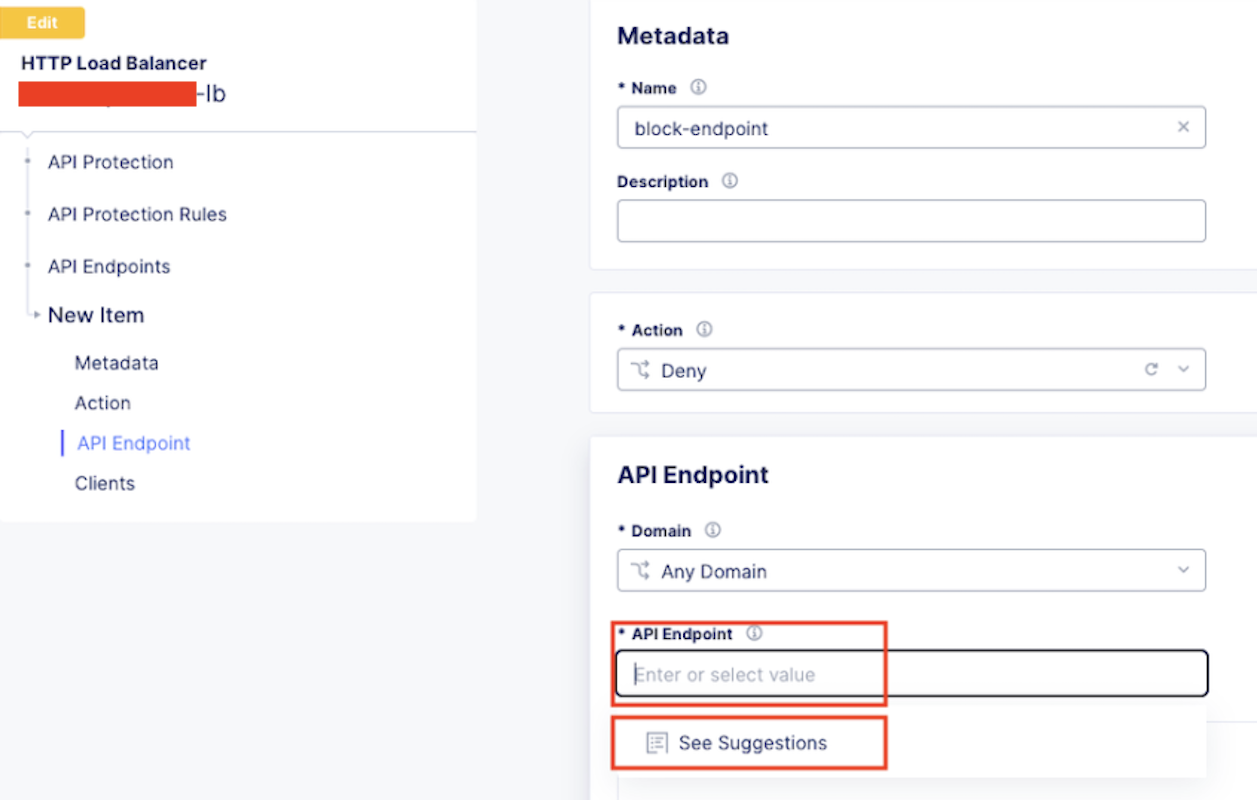 Edit
HTTP Load Balancer
-lb
API Protection
API Protection Rules
API Endpoints
New Item
Metadata
Action
API Endpoint
Clients
Metadata
* Name
block-endpoint
Description
* Action
Deny
API Endpoint
* Domain
Any Domain
* API Endpoint
Enter or select value
See Suggestions